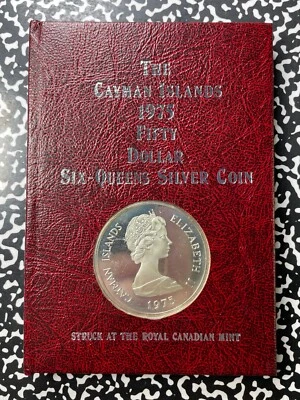 The
Cayman Islands
1975
Fifty
Dollar
Six-Queens Silver Coin
CAYMAN ISLANDS ELIZABETH II
1975
STRUCK AT THE ROYAL CANADIAN MINT